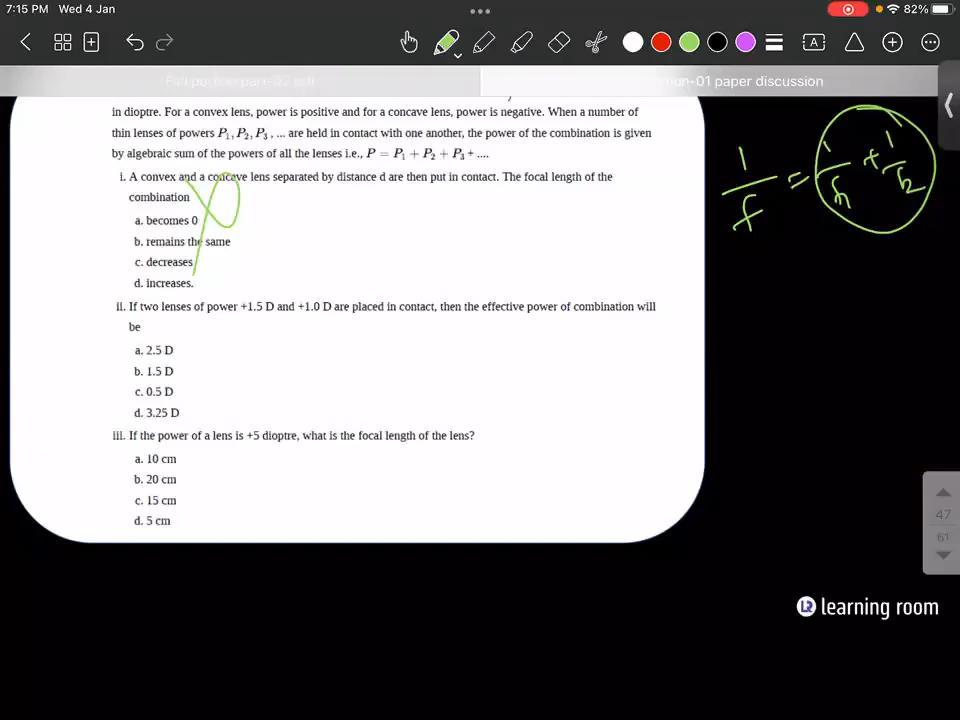 7:15 PM Wed 4 Jan
82%
mun-01 paper discussion
in dioptre. For a convex lens, power is positive and for a concave lens, power is negative. When a number of
thin lenses of powers P₁, P₂, P₃, ... are held in contact with one another, the power of the combination is given
by algebraic sum of the powers of all the lenses i.e., P = P₁ + P₂ + P₃ + ....
i. A convex and a concave lens separated by distance d are then put in contact. The focal length of the
combination
a. becomes 0
b. remains the same
c. decreases
d. increases.
ii. If two lenses of power +1.5 D and +1.0 D are placed in contact, then the effective power of combination will
be
a. 2.5 D
b. 1.5 D
c. 0.5 D
d. 3.25 D
iii. If the power of a lens is +5 dioptre, what is the focal length of the lens?
a. 10 cm
b. 20 cm
c. 15 cm
d. 5 cm
1/f = 1/f₁ + 1/f₂
47
61
LR learning room